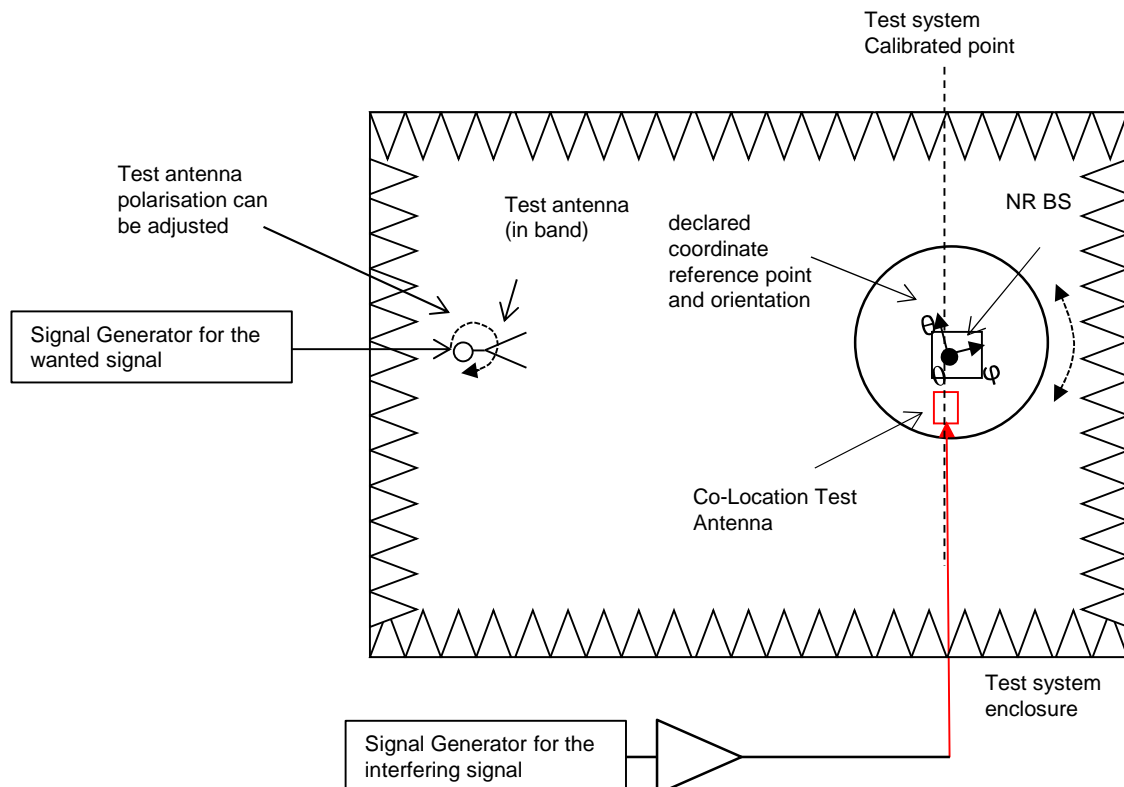 Test system
Calibrated point
Test antenna
polarisation can
be adjusted
Test antenna
(in band)
declared
coordinate
reference point
and orientation
NR BS
Signal Generator for the
wanted signal
θ
0
φ
Co-Location Test
Antenna
Test system
enclosure
Signal Generator for the
interfering signal